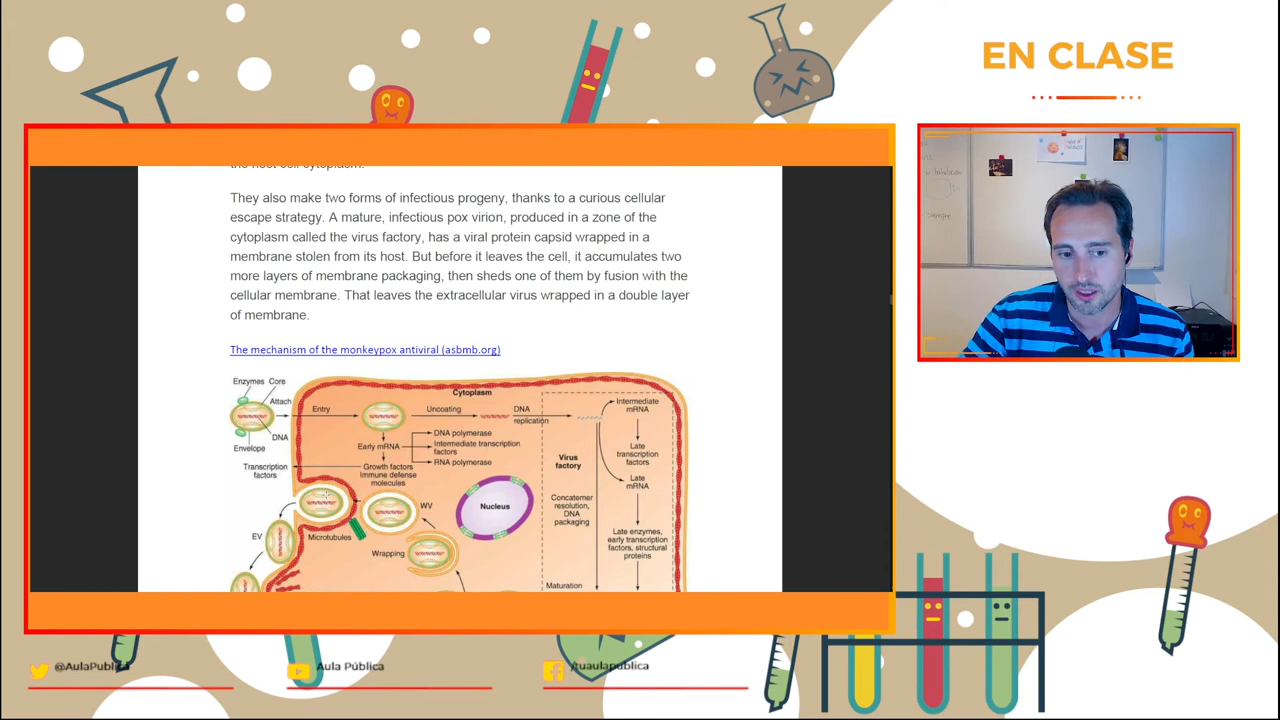 EN CLASE
the host cell cytoplasm.
They also make two forms of infectious progeny, thanks to a curious cellular
escape strategy. A mature, infectious pox virion, produced in a zone of the
cytoplasm called the virus factory, has a viral protein capsid wrapped in a
membrane stolen from its host. But before it leaves the cell, it accumulates two
more layers of membrane packaging, then sheds one of them by fusion with the
cellular membrane. That leaves the extracellular virus wrapped in a double layer
of membrane.
The mechanism of the monkeypox antiviral (asbmb.org)
Enzymes Core
Attach
DNA
Envelope
Cytoplasm
Entry
Uncoating
DNA
replication
Intermediate
mRNA
Early mRNA
DNA polymerase
Intermediate transcription
factors
RNA polymerase
Late
transcription
factors
Transcription
factors
Growth factors
Immune defense
molecules
Virus
factory
Late
mRNA
Nucleus
WV
Concatemer
resolution,
DNA
packaging
EV
Microtubules
Wrapping
Late enzymes,
early transcription
factors, structural
proteins
Maturation
@AulaPublica
Aula Pública
/tuaulapublica